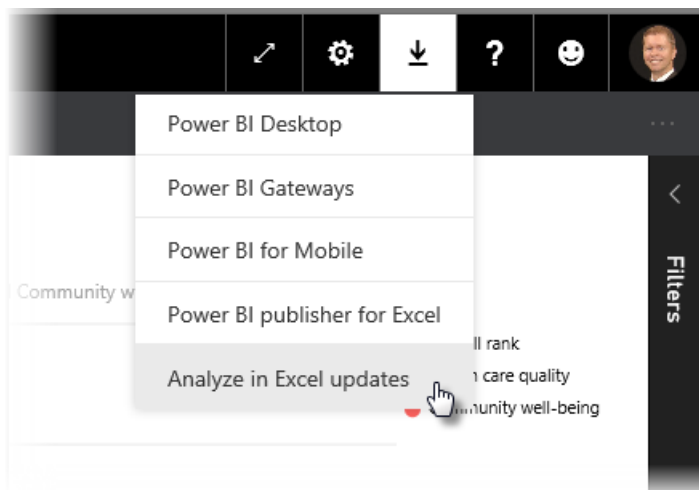 ?
Power BI Desktop
...
Power BI Gateways
Power BI for Mobile
Filters
Community w
Power BI publisher for Excel
ll rank
Analyze in Excel updates
care quality
munity well-being